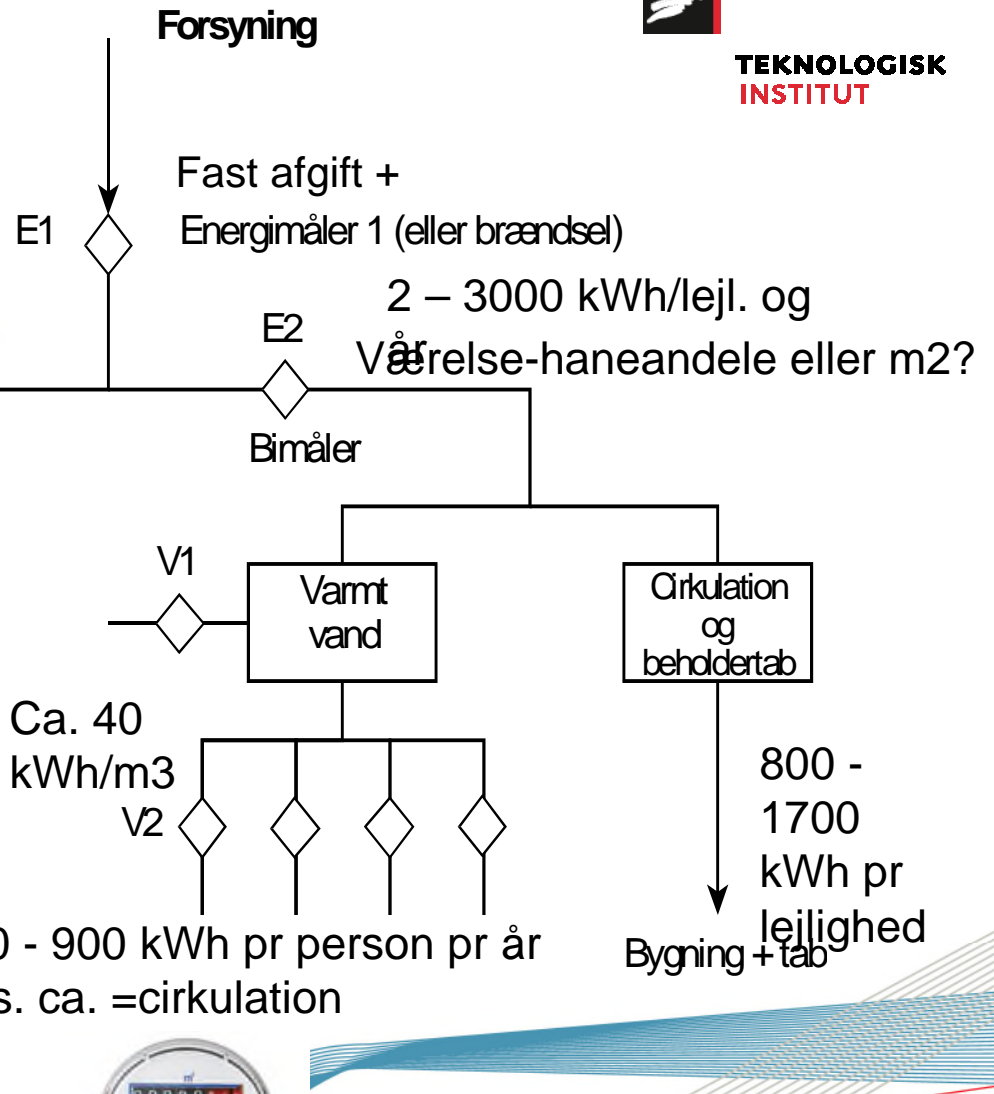 Forsyning
TEKNOLOGISK
INSTITUT
Fast afgift +
E1
Energimåler 1 (eller brændsel)
2 – 3000 kWh/lejl. og
år
E2
Værelse-haneandele eller m2?
Bimåler
V1
Varmt
vand
Cirkulation
og
beholdertab
Ca. 40
kWh/m3
V2
800 -
1700
kWh pr
lejlighed
0 - 900 kWh pr person pr år
Bygning + tab
s. ca. =cirkulation
m³